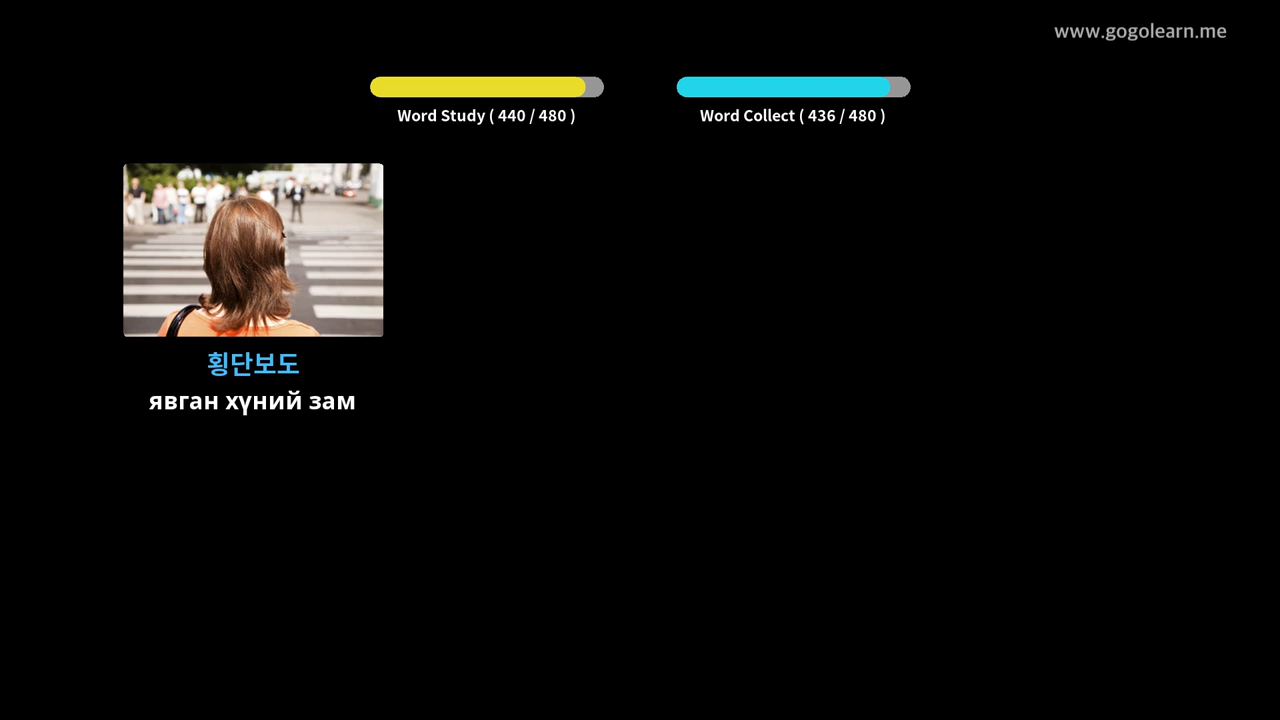 www.gogolearn.me
Word Study ( 440 / 480 )
Word Collect ( 436 / 480 )
횡단보도
явган хүний зам